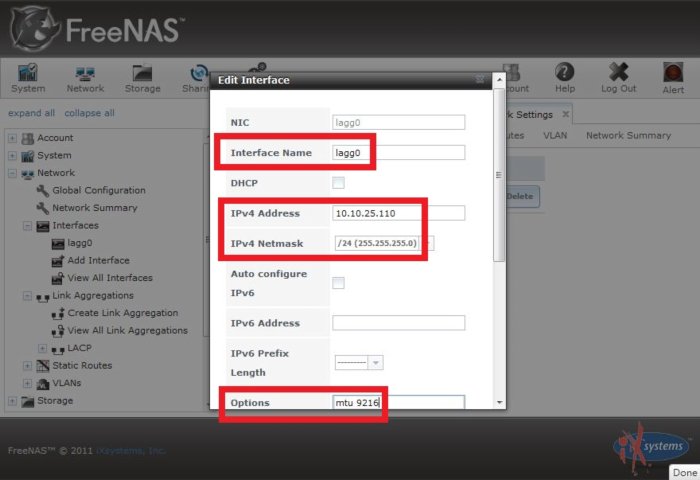 FreeNAS™
System
Network
Storage
Shari
ount
Help
Log Out
Alert
Edit Interface
expand all collapse all
k Settings X
utes VLAN Network Summary
Delete
Account
System
Network
Global Configuration
Network Summary
Interfaces
lagg0
Add Interface
View All Interfaces
Link Aggregations
Create Link Aggregation
View All Link Aggregations
LACP
Static Routes
VLANs
Storage
NIC lagg0
Interface Name lagg0
DHCP
IPv4 Address 10.10.25.110
IPv4 Netmask /24 (255.255.255.0)
Auto configure
IPv6
IPv6 Address
IPv6 Prefix
Length ---------
Options mtu 9216
FreeNAS™ © 2011 iXsystems, Inc.
iX systems
Done